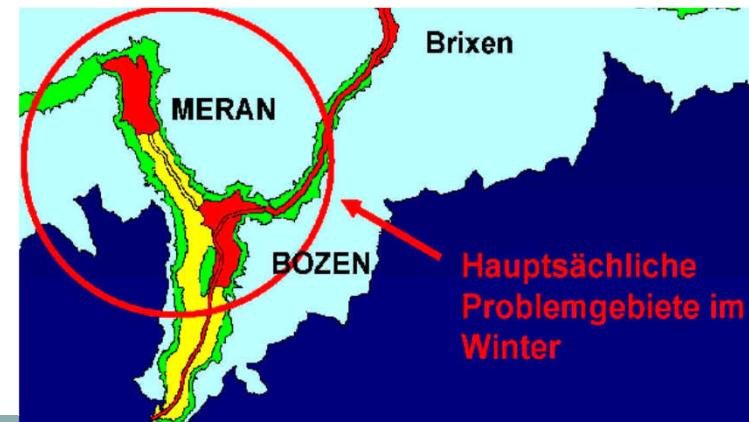 Brixen
MERAN
BOZEN
Hauptsächliche
Problemgebiete im
Winter